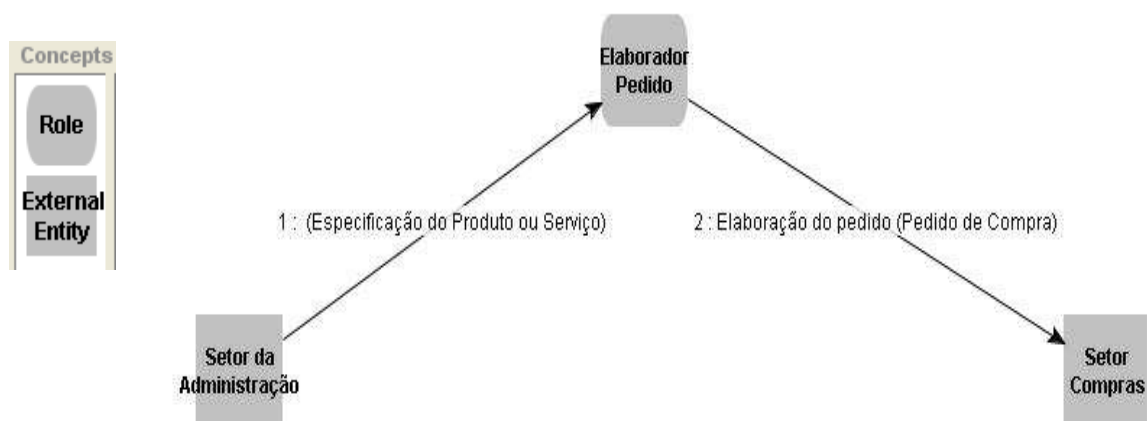 Concepts
Role
External
Entity
Elaborador
Pedido
1 : (Especificação do Produto ou Serviço)
2 : Elaboração do pedido (Pedido de Compra)
Setor da
Administração
Setor
Compras